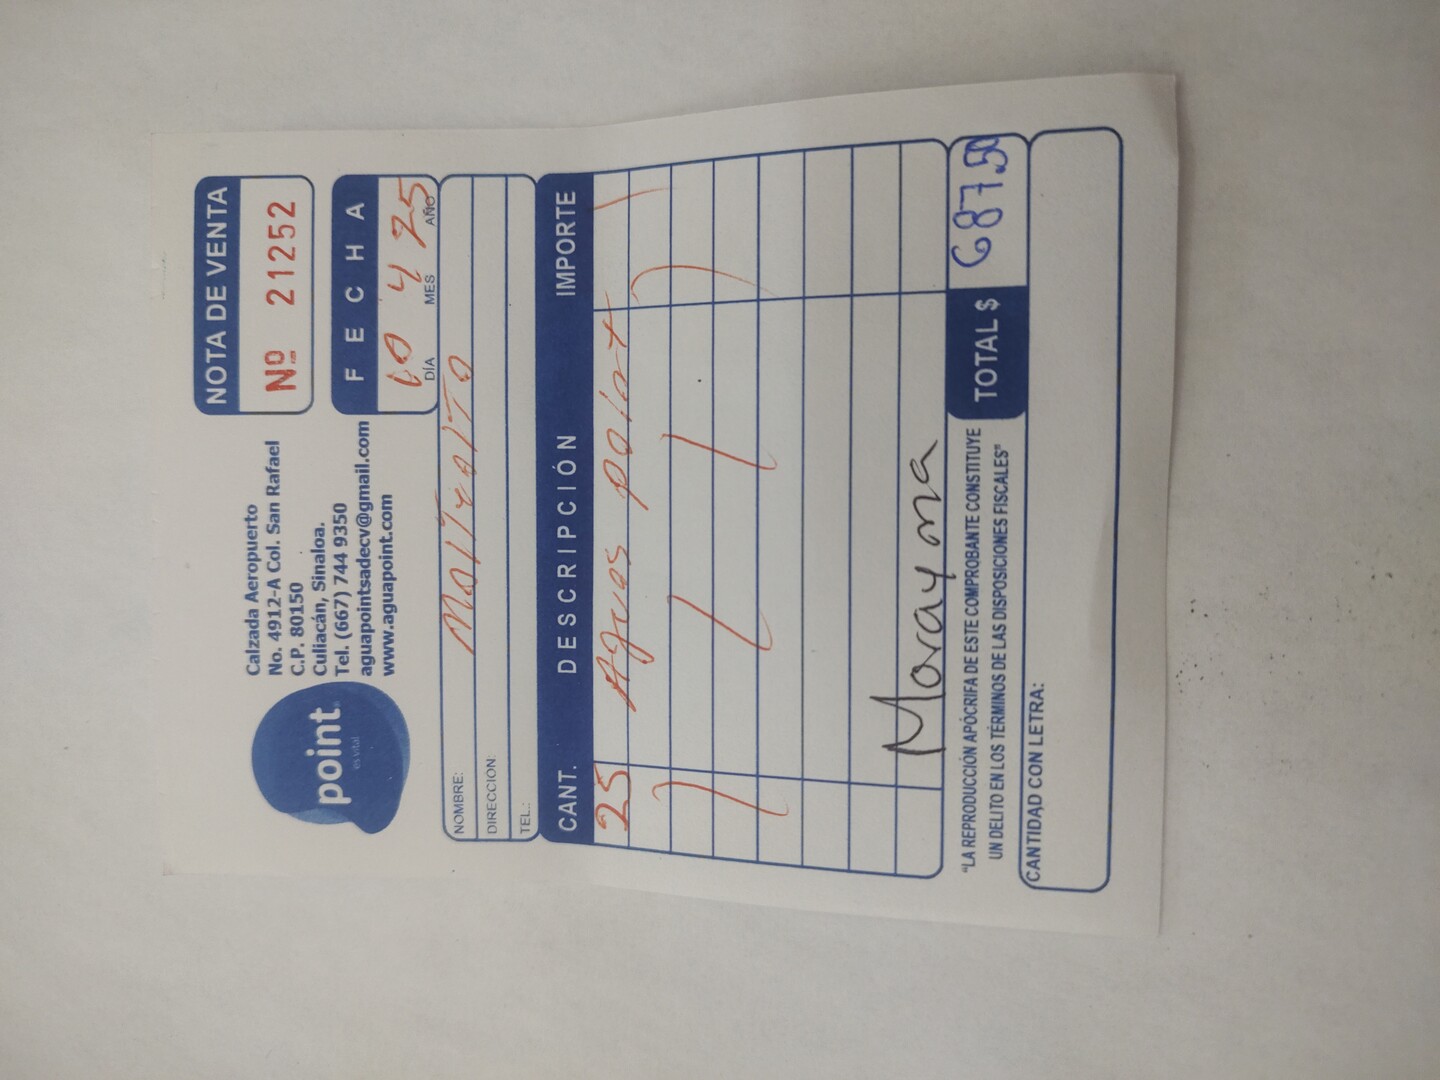 point
es vital
Calzada Aeropuerto
No. 4912-A Col. San Rafael
C.P. 80150
Culiacán, Sinaloa.
Tel. (667) 744 9350
aguapointsadecv@gmail.com
www.aguapoint.com
NOTA DE VENTA
Nº 21252
FECHA
10 4 25
DÍA MES AÑO
NOMBRE:
DIRECCION:
TEL.:
CANT. DESCRIPCIÓN IMPORTE
25 Aguas point
Morayma
"LA REPRODUCCIÓN APÓCRIFA DE ESTE COMPROBANTE CONSTITUYE
UN DELITO EN LOS TÉRMINOS DE LAS DISPOSICIONES FISCALES"
TOTAL $ 687.50
CANTIDAD CON LETRA: